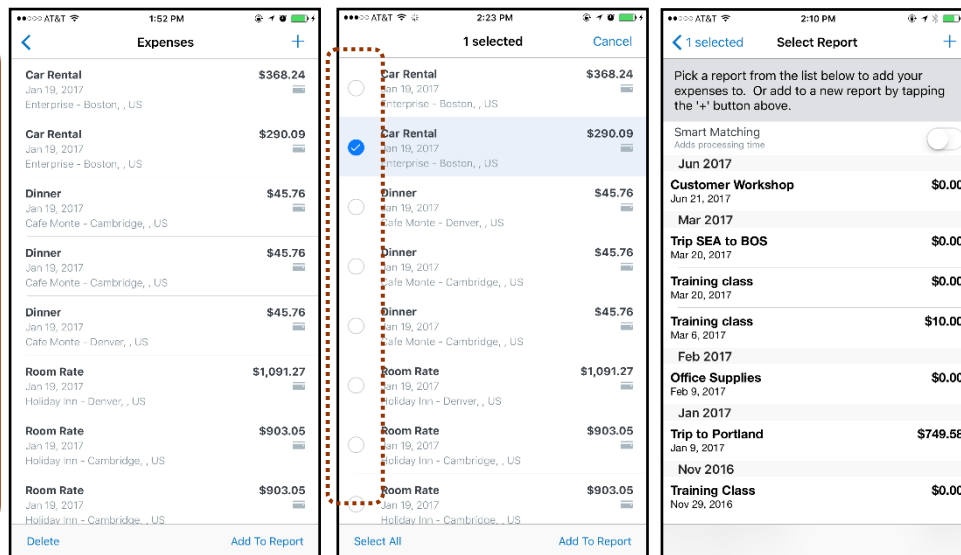 AT&T 1:52 PM
Expenses +
Car Rental $368.24
Jan 19, 2017
Enterprise - Boston, , US
Car Rental $290.09
Jan 19, 2017
Enterprise - Boston, , US
Dinner $45.76
Jan 19, 2017
Cafe Monte - Cambridge, , US
Dinner $45.76
Jan 19, 2017
Cafe Monte - Cambridge, , US
Dinner $45.76
Jan 19, 2017
Cafe Monte - Denver, , US
Room Rate $1,091.27
Jan 19, 2017
Holiday Inn - Denver, , US
Room Rate $903.05
Jan 19, 2017
Holiday Inn - Cambridge, , US
Room Rate $903.05
Jan 19, 2017
Holiday Inn - Cambridge, , US
Delete Add To Report
AT&T 2:23 PM
1 selected Cancel
Car Rental $368.24
Jan 19, 2017
Enterprise - Boston, , US
Car Rental $290.09
Jan 19, 2017
Enterprise - Boston, , US
Dinner $45.76
Jan 19, 2017
Cafe Monte - Denver, , US
Dinner $45.76
Jan 19, 2017
Cafe Monte - Cambridge, , US
Dinner $45.76
Jan 19, 2017
Cafe Monte - Cambridge, , US
Room Rate $1,091.27
Jan 19, 2017
Holiday Inn - Denver, , US
Room Rate $903.05
Jan 19, 2017
Holiday Inn - Cambridge, , US
Room Rate $903.05
Jan 19, 2017
Holiday Inn - Cambridge, , US
Select All Add To Report
AT&T 2:10 PM
1 selected Select Report +
Pick a report from the list below to add your
expenses to. Or add to a new report by tapping
the '+' button above.
Smart Matching
Adds processing time
Jun 2017
Customer Workshop $0.00
Jun 21, 2017
Mar 2017
Trip SEA to BOS $0.00
Mar 20, 2017
Training class $0.00
Mar 20, 2017
Training class $10.00
Mar 6, 2017
Feb 2017
Office Supplies $0.00
Feb 9, 2017
Jan 2017
Trip to Portland $749.58
Jan 9, 2017
Nov 2016
Training Class $0.00
Nov 29, 2016